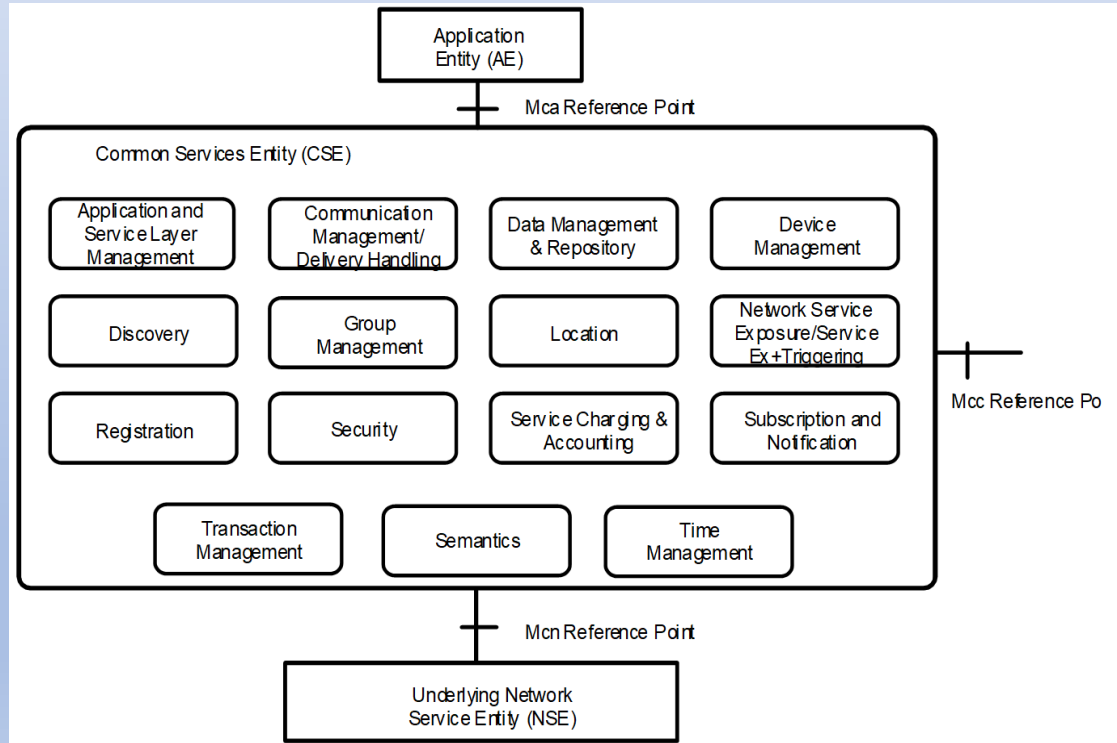 Application
Entity (AE)
Mca Reference Point
Common Services Entity (CSE)
Application and
Service Layer
Management
Communication
Management/
Delivery Handling
Data Management
& Repository
Device
Management
Discovery
Group
Management
Location
Network Service
Exposure/Service
Ex+Triggering
Mcc Reference Po
Registration
Security
Service Charging &
Accounting
Subscription and
Notification
Transaction
Management
Semantics
Time
Management
Mcn Reference Point
Underlying Network
Service Entity (NSE)